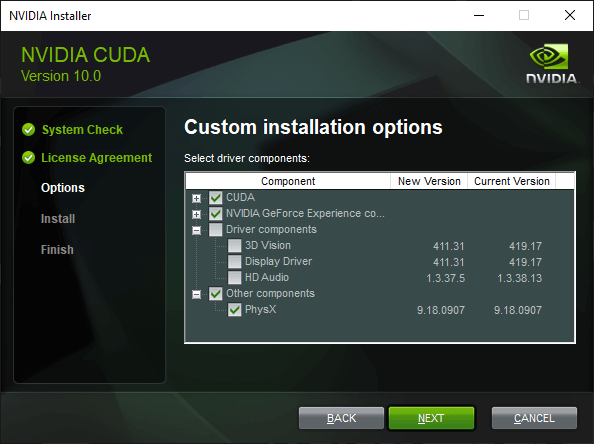 NVIDIA Installer
NVIDIA CUDA
Version 10.0
NVIDIA.
System Check
License Agreement
Options
Install
Finish
Custom installation options
Select driver components:
Component New Version Current Version
CUDA
NVIDIA GeForce Experience co...
Driver components
3D Vision 411.31 419.17
Display Driver 411.31 419.17
HD Audio 1.3.37.5 1.3.38.13
Other components
PhysX 9.18.0907 9.18.0907
BACK NEXT CANCEL